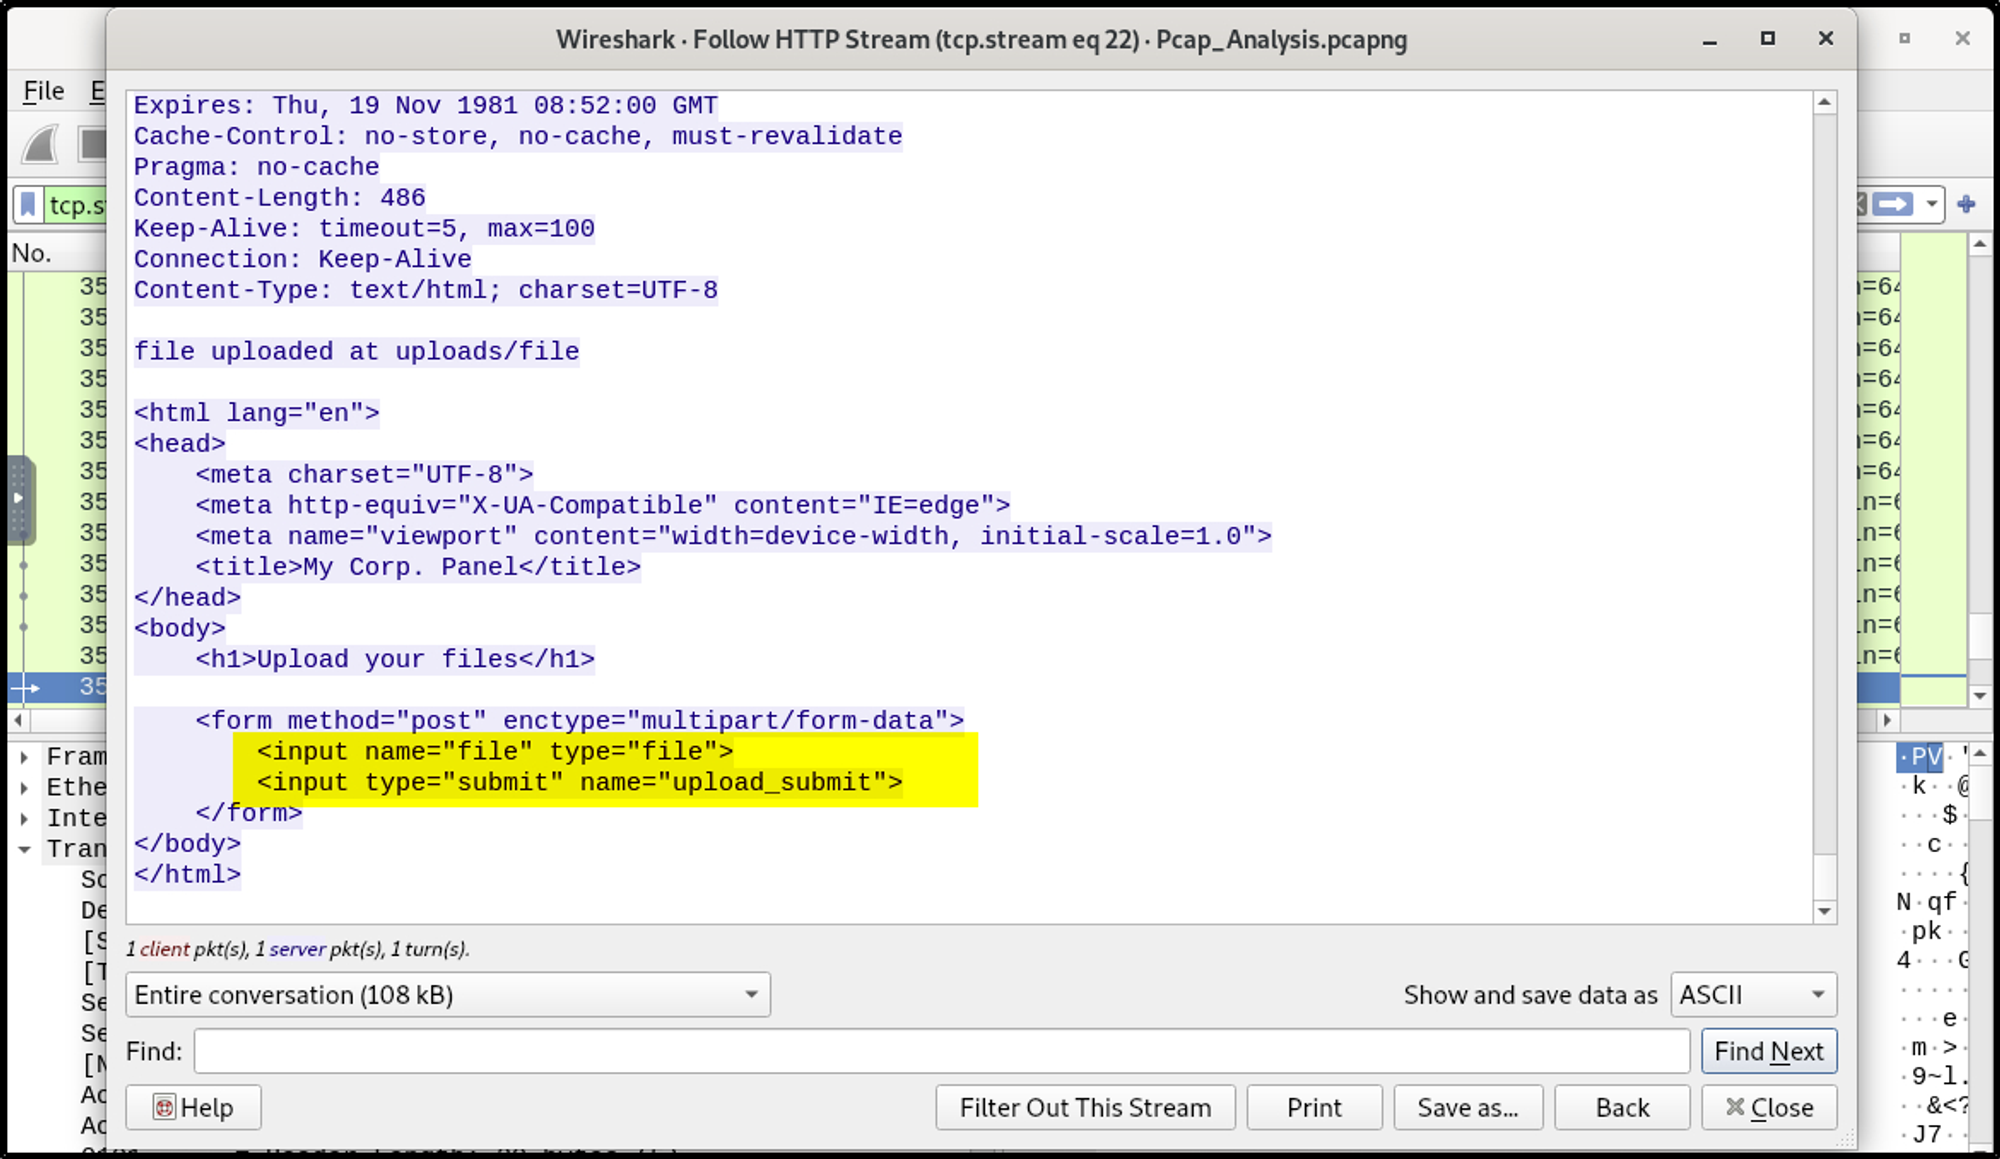 Wireshark · Follow HTTP Stream (tcp.stream eq 22) · Pcap_Analysis.pcapng
File E
tcp.s
No.
35
35
35
35
35
35
35
35
35
35
35
35
35
35
Expires: Thu, 19 Nov 1981 08:52:00 GMT
Cache-Control: no-store, no-cache, must-revalidate
Pragma: no-cache
Content-Length: 486
Keep-Alive: timeout=5, max=100
Connection: Keep-Alive
Content-Type: text/html; charset=UTF-8
file uploaded at uploads/file
<html lang="en">
<head>
    <meta charset="UTF-8">
    <meta http-equiv="X-UA-Compatible" content="IE=edge">
    <meta name="viewport" content="width=device-width, initial-scale=1.0">
    <title>My Corp. Panel</title>
</head>
<body>
    <h1>Upload your files</h1>
    <form method="post" enctype="multipart/form-data">
        <input name="file" type="file">
        <input type="submit" name="upload_submit">
    </form>
</body>
</html>
n=64
n=64
n=64
n=64
n=64
n=64
n=64
n=6
n=6
n=6
n=6
n=6
n=6
Fram
Ethe
Inte
Tran
So
De
[S
[T
Se
Se
[N
Ac
Ac
·PV·'
·k··@
···$·
··c··
····{
N·qf
·pk
4···G
·····
···e·
·m·>·
·9~l.
··&<?
·J7··
1 client pkt(s), 1 server pkt(s), 1 turn(s).
Entire conversation (108 kB)
Show and save data as ASCII
Find:
Find Next
Help
Filter Out This Stream
Print
Save as...
Back
Close